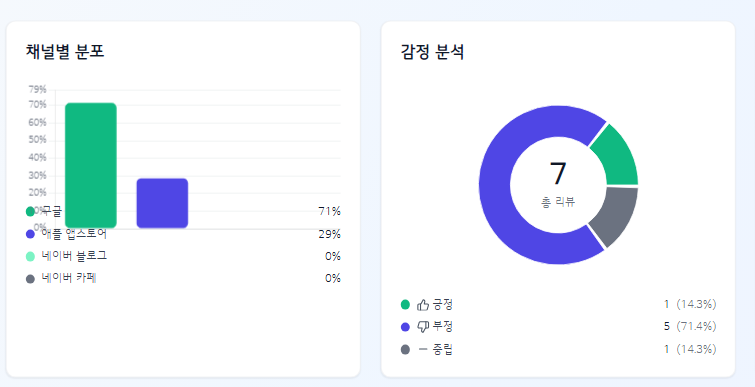 채널별 분포
79%
70%
60%
50%
40%
30%
20%
0%
0%
구글 71%
애플 앱스토어 29%
네이버 블로그 0%
네이버 카페 0%
감정 분석
7
총 리뷰
긍정 1 (14.3%)
부정 5 (71.4%)
중립 1 (14.3%)